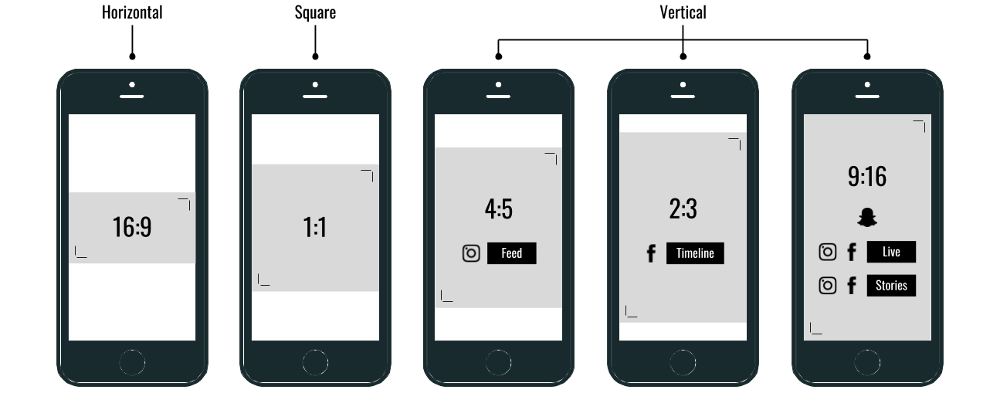 Horizontal
Square
Vertical
16:9
1:1
4:5
Feed
2:3
Timeline
9:16
Live
Stories